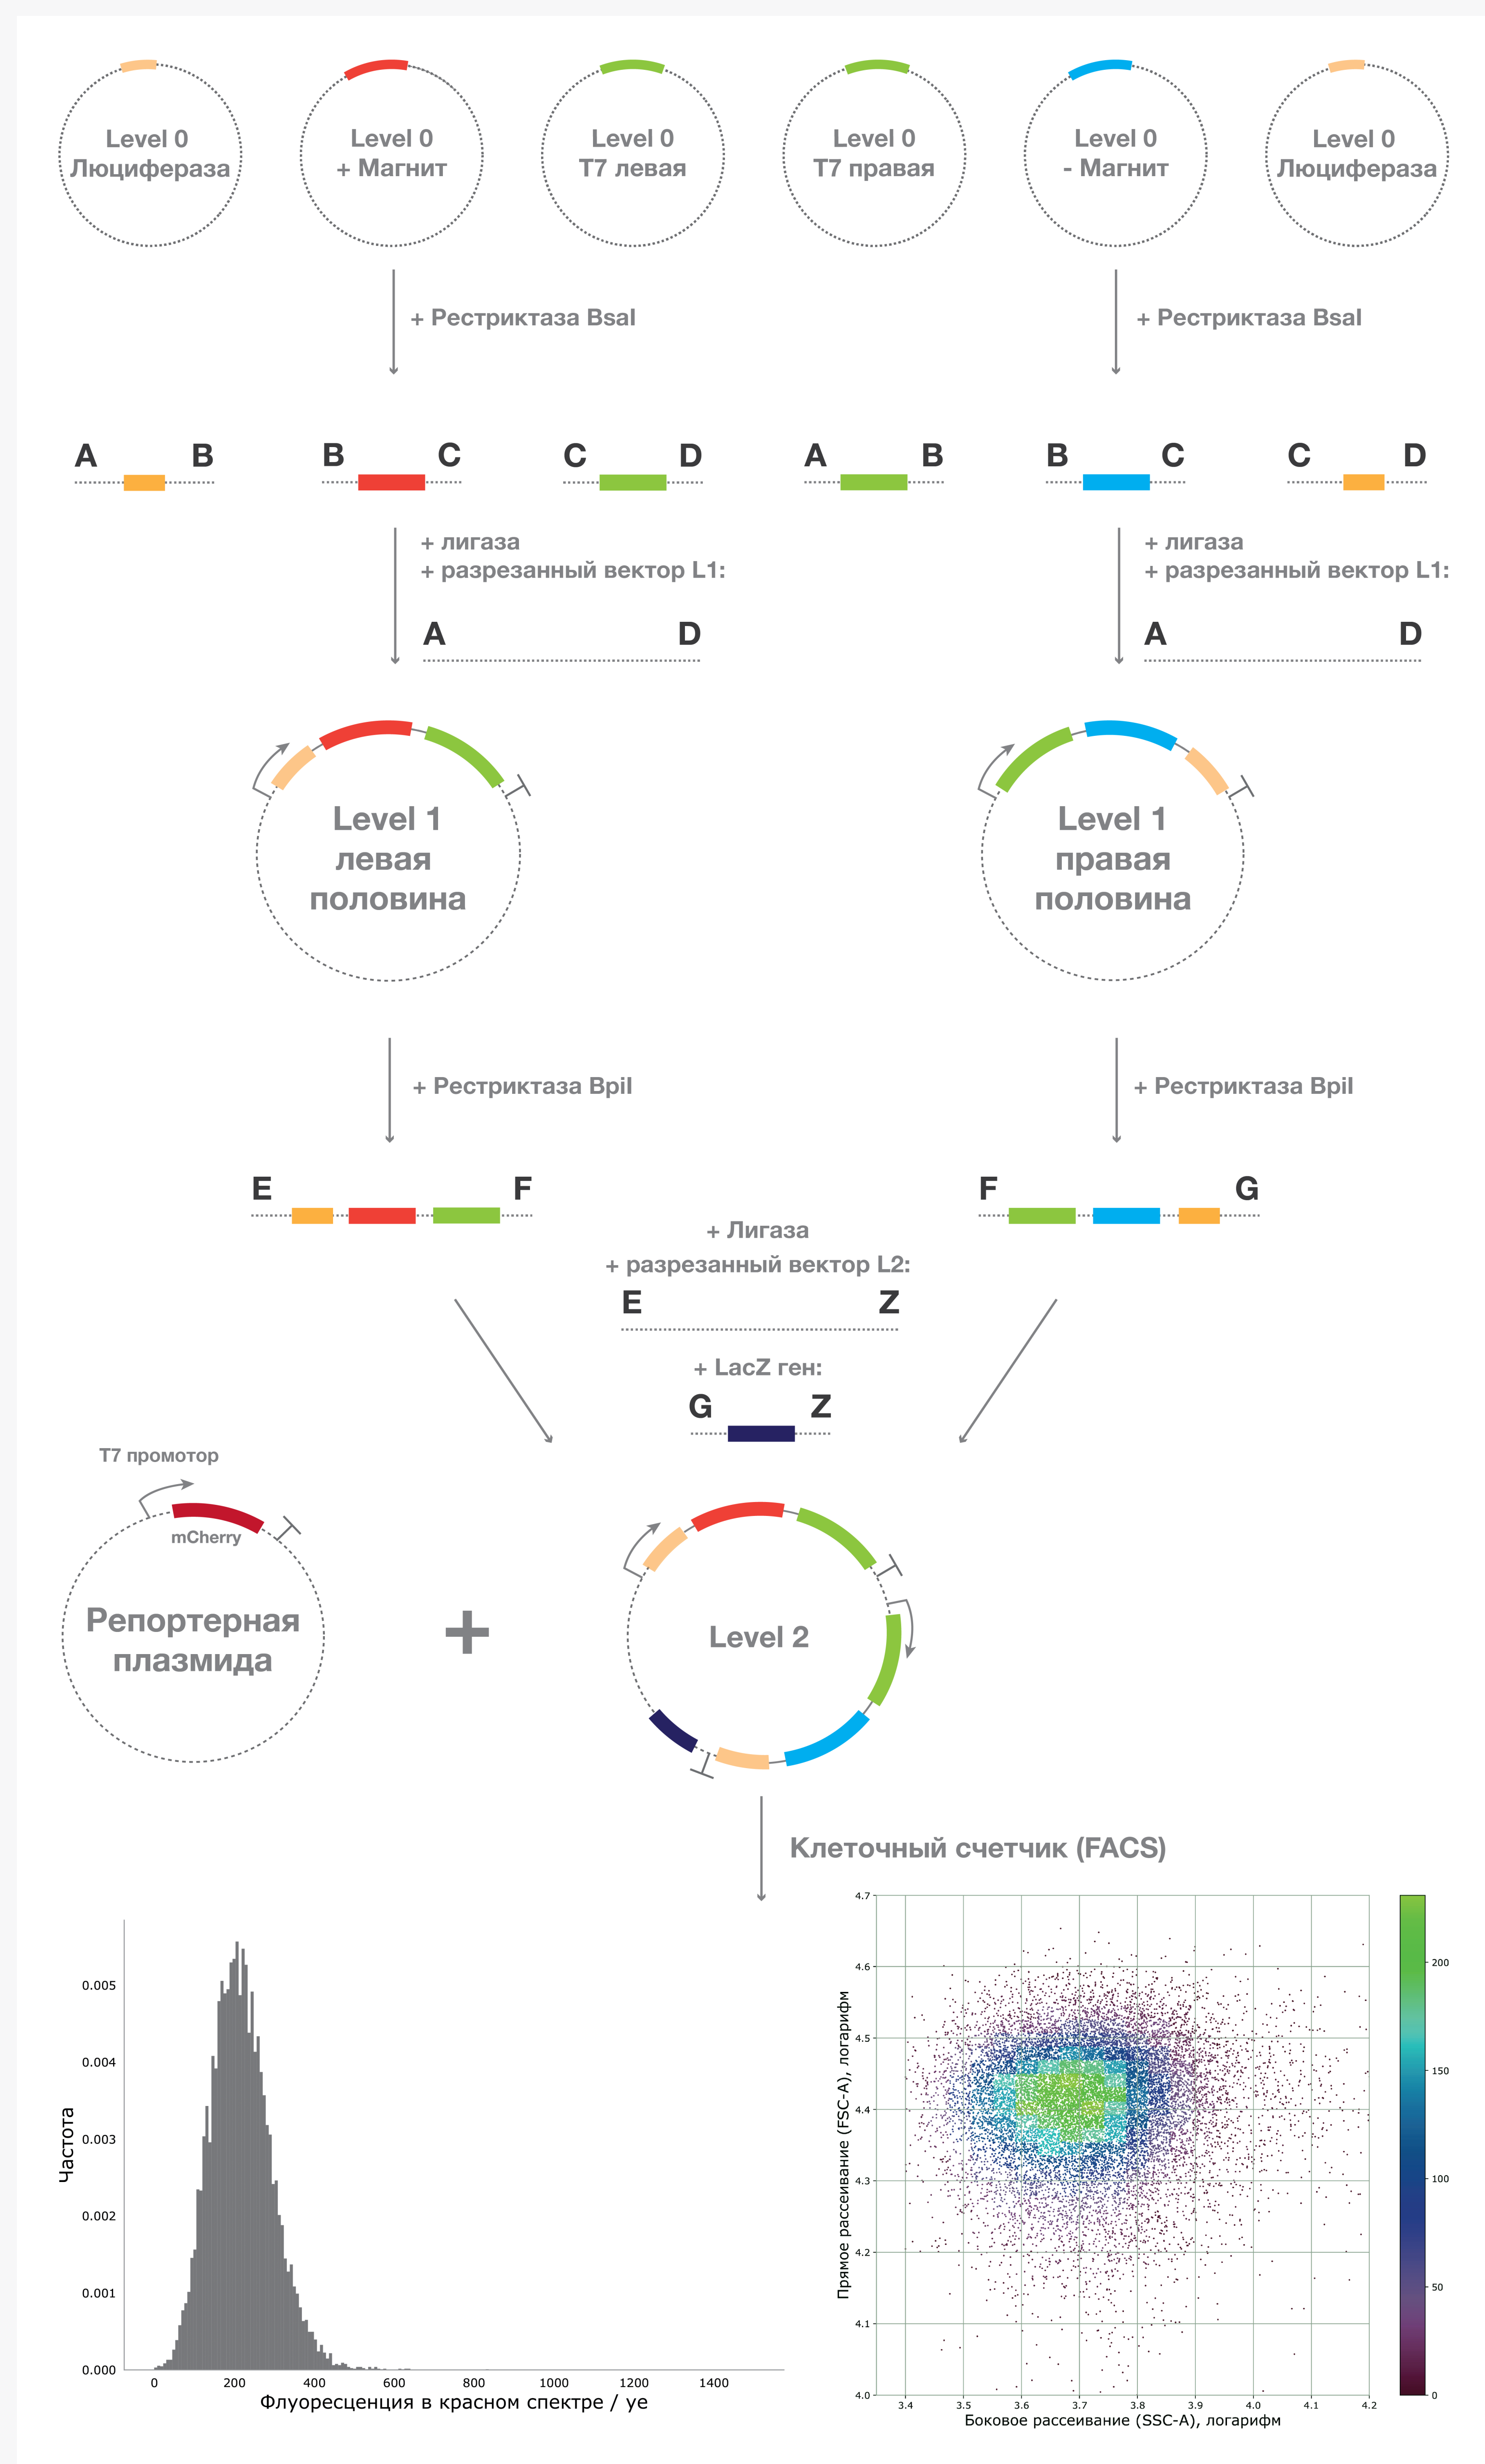 Level 0
Люцифераза
Level 0
+ Магнит
Level 0
Т7 левая
Level 0
Т7 правая
Level 0
- Магнит
Level 0
Люцифераза
+ Рестриктаза BsaI
+ Рестриктаза BsaI
A B
B C
C D
A B
B C
C D
+ лигаза
+ разрезанный вектор L1:
A D
+ лигаза
+ разрезанный вектор L1:
A D
Level 1
левая
половина
Level 1
правая
половина
+ Рестриктаза BpiI
+ Рестриктаза BpiI
E F
F G
+ Лигаза
+ разрезанный вектор L2:
E Z
+ LacZ ген:
G Z
Т7 промотор
mCherry
Репортерная
плазмида
+
Level 2
Клеточный счетчик (FACS)
Частота
0.005
0.004
0.003
0.002
0.001
0.000
0 200 400 600 800 1000 1200 1400
Флуоресценция в красном спектре / уе
Прямое рассеивание (FSC-A), логарифм
4.7
4.6
4.5
4.4
4.3
4.2
4.1
4.0
3.4 3.5 3.6 3.7 3.8 3.9 4.0 4.1 4.2
Боковое рассеивание (SSC-A), логарифм
200
150
100
50
0